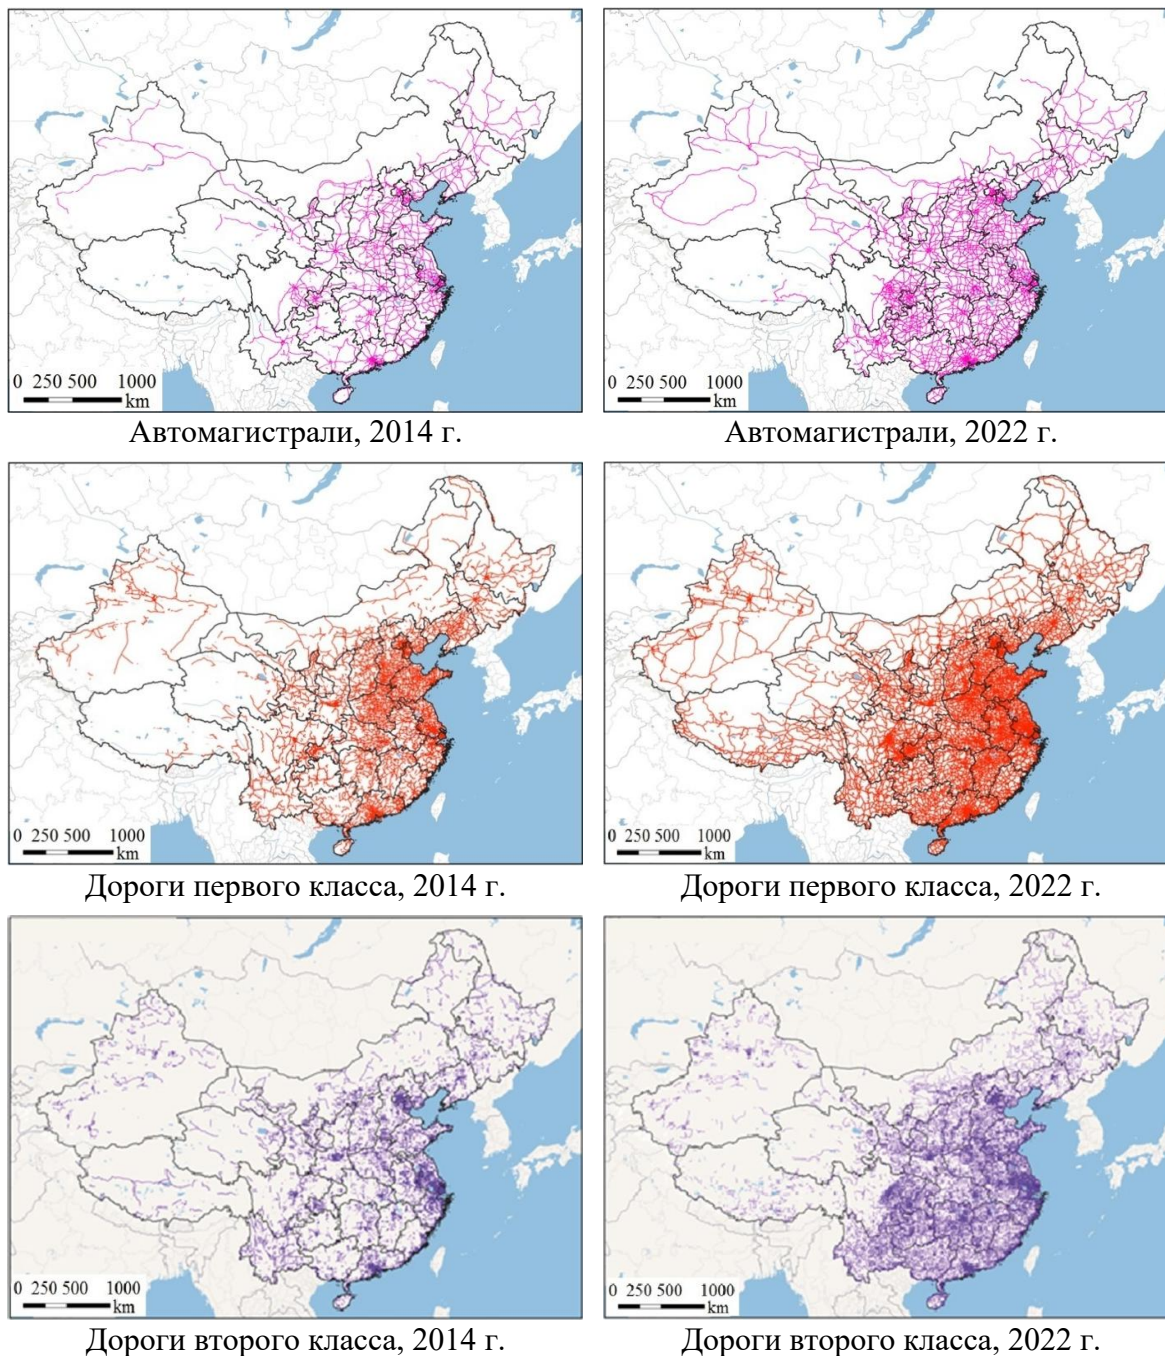 0 250 500 1000
km
0 250 500 1000
km
Автомагистрали, 2014 г.
Автомагистрали, 2022 г.
0 250 500 1000
km
0 250 500 1000
km
Дороги первого класса, 2014 г.
Дороги первого класса, 2022 г.
0 250 500 1000
km
0 250 500 1000
km
Дороги второго класса, 2014 г.
Дороги второго класса, 2022 г.